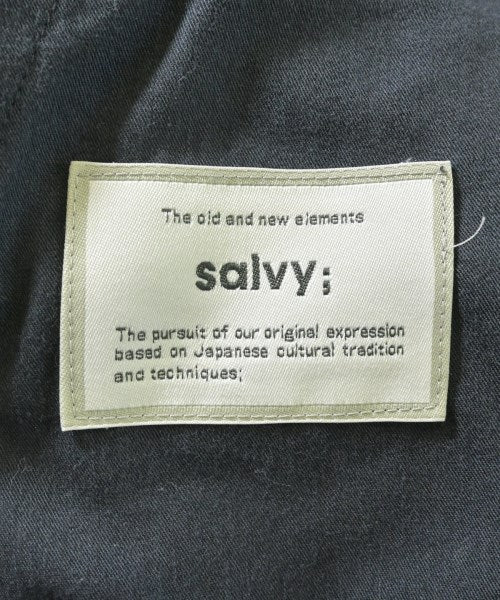 The old and new elements
salvy;
The pursuit of our original expression
based on Japanese cultural tradition
and techniques;